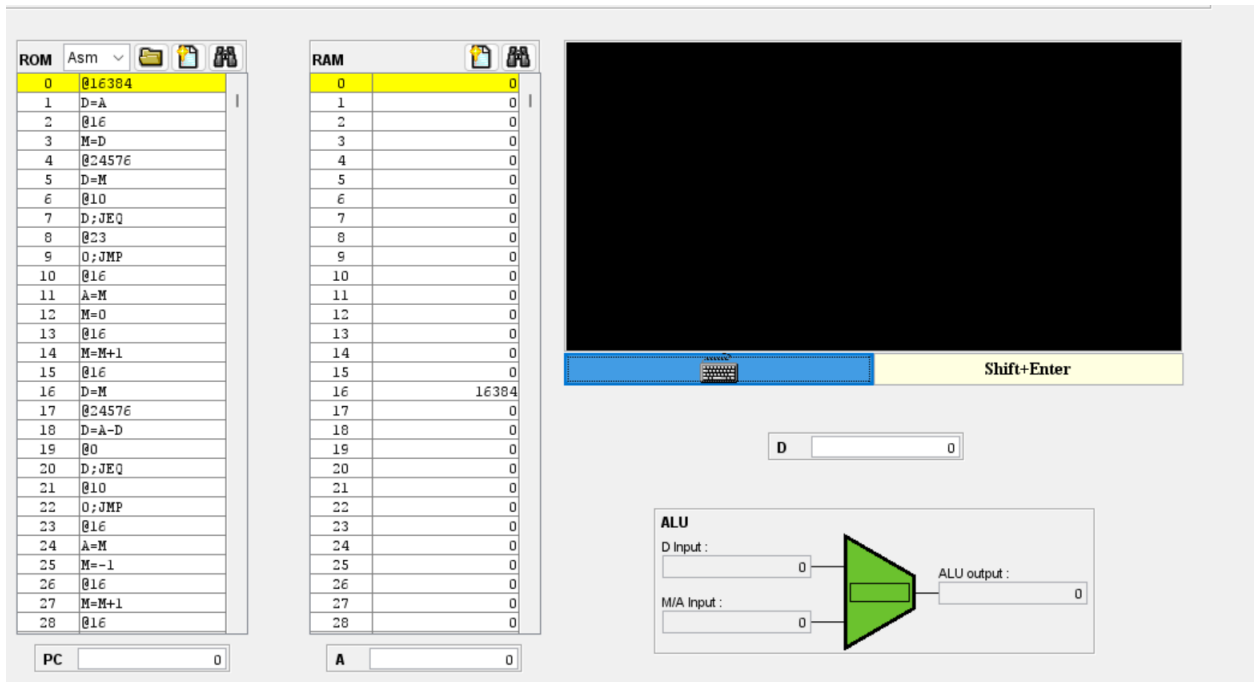 ROM Asm
0 @16384
1 D=A
2 @16
3 M=D
4 @24576
5 D=M
6 @10
7 D;JEQ
8 @23
9 0;JMP
10 @16
11 A=M
12 M=0
13 @16
14 M=M+1
15 @16
16 D=M
17 @24576
18 D=A-D
19 @0
20 D;JEQ
21 @10
22 0;JMP
23 @16
24 A=M
25 M=-1
26 @16
27 M=M+1
28 @16
PC 0
RAM
0 0
1 0
2 0
3 0
4 0
5 0
6 0
7 0
8 0
9 0
10 0
11 0
12 0
13 0
14 0
15 0
16 16384
17 0
18 0
19 0
20 0
21 0
22 0
23 0
24 0
25 0
26 0
27 0
28 0
A 0
Shift+Enter
D 0
ALU
D Input :
0
M/A Input :
0
ALU output :
0